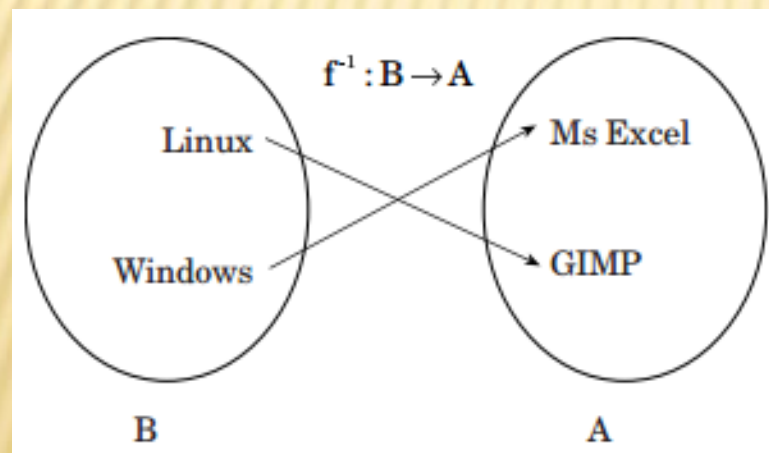 f⁻¹ : B → A
Linux
Ms Excel
Windows
GIMP
B
A